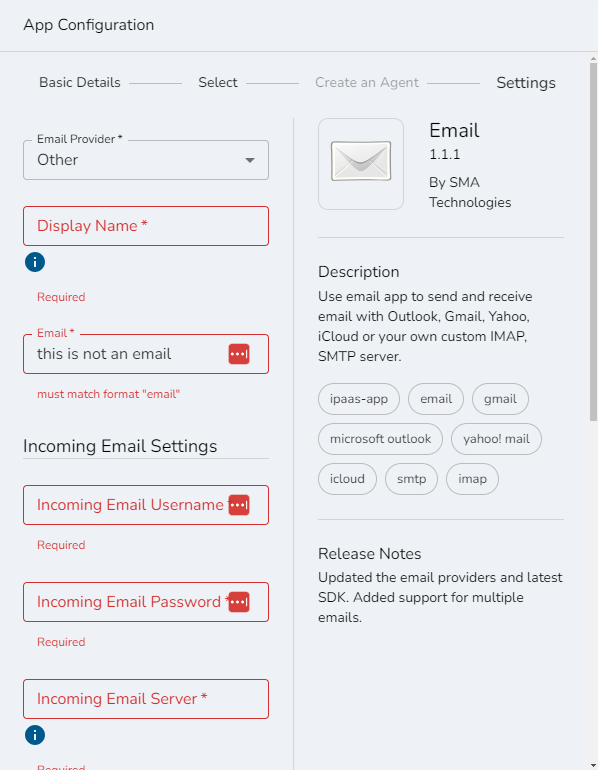 App Configuration
Basic Details
Select
Create an Agent
Settings
Email Provider *
Other
Display Name *
Required
Email *
this is not an email
must match format "email"
Incoming Email Settings
Incoming Email Username
Required
Incoming Email Password *
Required
Incoming Email Server *
Required
Email
1.1.1
By SMA
Technologies
Description
Use email app to send and receive
email with Outlook, Gmail, Yahoo,
iCloud or your own custom IMAP,
SMTP server.
ipaas-app
email
gmail
microsoft outlook
yahoo! mail
icloud
smtp
imap
Release Notes
Updated the email providers and latest
SDK. Added support for multiple
emails.